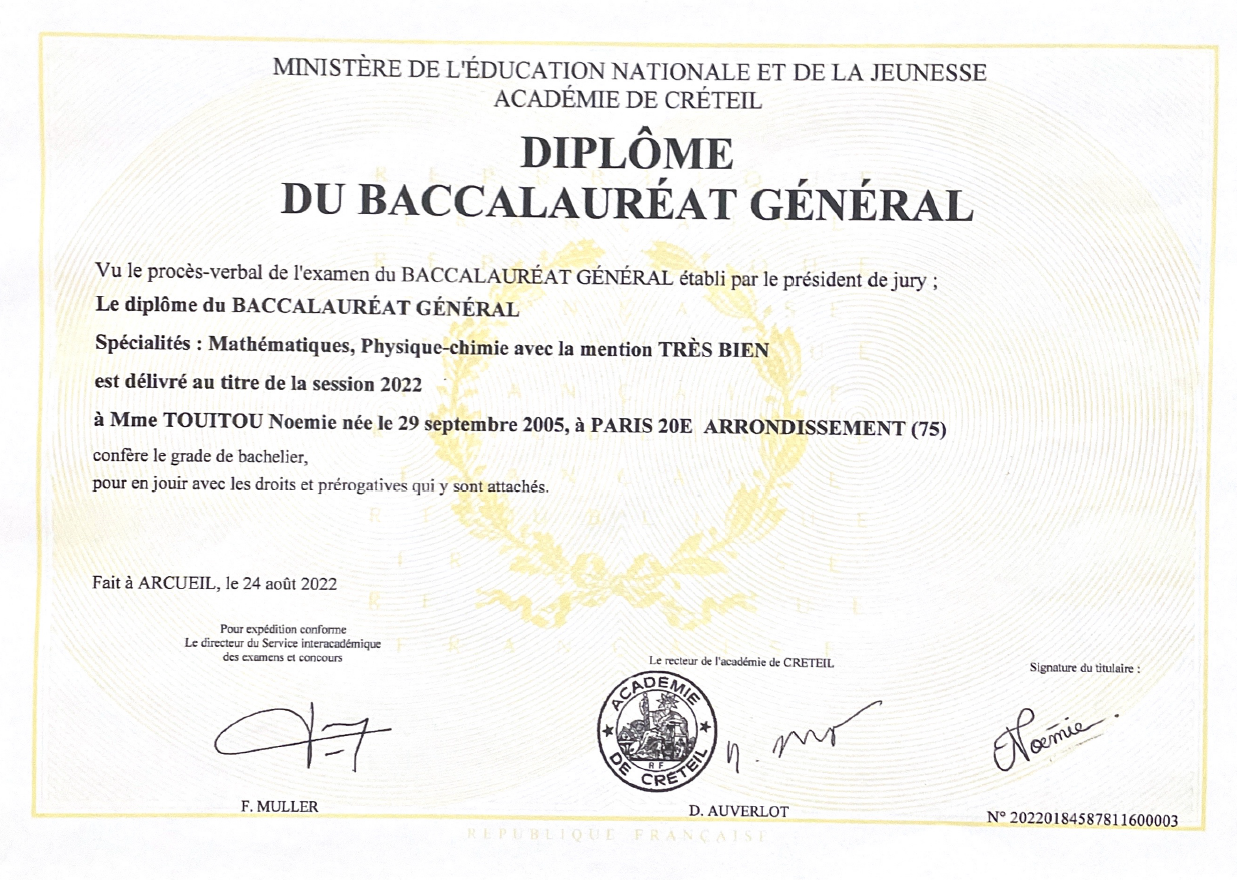 MINISTÈRE DE L'ÉDUCATION NATIONALE ET DE LA JEUNESSE
ACADÉMIE DE CRÉTEIL
DIPLÔME
DU BACCALAURÉAT GÉNÉRAL
Vu le procès-verbal de l'examen du BACCALAURÉAT GÉNÉRAL établi par le président de jury ;
Le diplôme du BACCALAURÉAT GÉNÉRAL
Spécialités : Mathématiques, Physique-chimie avec la mention TRÈS BIEN
est délivré au titre de la session 2022
à Mme TOUITOU Noemie née le 29 septembre 2005, à PARIS 20E ARRONDISSEMENT (75)
confère le grade de bachelier,
pour en jouir avec les droits et prérogatives qui y sont attachés.
Fait à ARCUEIL, le 24 août 2022
Pour expédition conforme
Le directeur du Service interacadémique
des examens et concours
F. MULLER
Le recteur de l'académie de CRETEIL
ACADÉMIE DE CRÉTEIL
RF
D. AUVERLOT
Signature du titulaire :
Noémie
N° 20220184587811600003
RÉPUBLIQUE FRANÇAISE